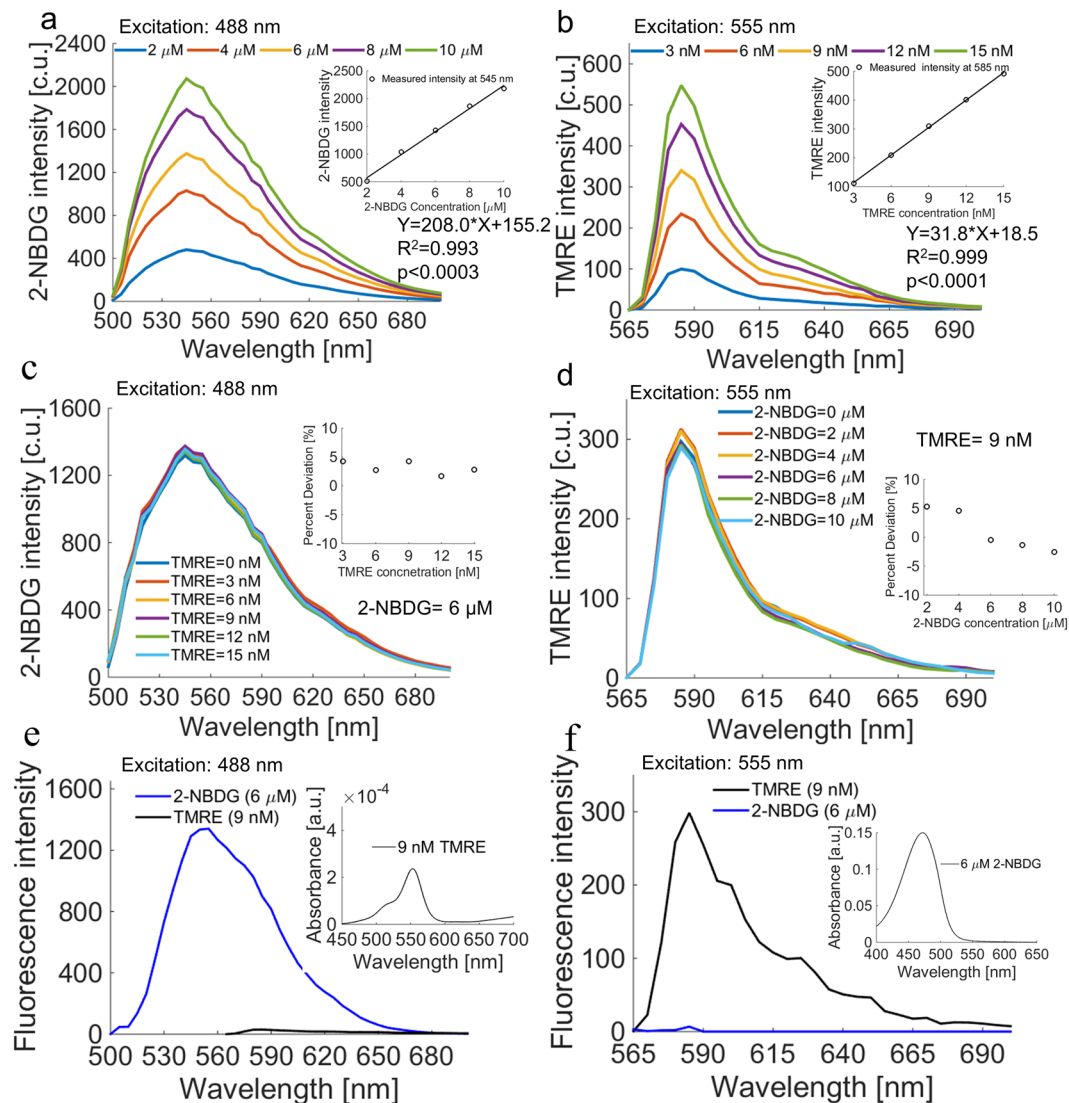 a
Excitation: 488 nm
2 μM 4 μM 6 μM 8 μM 10 μM
2-NBDG intensity [c.u.]
2400
2000
1600
1200
800
400
0
500 530 560 590 620 650 680
Wavelength [nm]
Measured intensity at 545 nm
2-NBDG intensity
2500
2000
1500
1000
500
2 4 6 8 10
2-NBDG Concentration [μM]
Y=208.0*X+155.2
R²=0.993
p<0.0003
b
Excitation: 555 nm
3 nM 6 nM 9 nM 12 nM 15 nM
TMRE intensity [c.u.]
600
500
400
300
200
100
0
565 590 615 640 665 690
Wavelength [nm]
Measured intensity at 585 nm
TMRE intensity
500
400
300
200
100
3 6 9 12 15
TMRE concentration [nM]
Y=31.8*X+18.5
R²=0.999
p<0.0001
c
Excitation: 488 nm
2-NBDG intensity [c.u.]
1600
1200
800
400
0
500 530 560 590 620 650 680
Wavelength [nm]
TMRE=0 nM
TMRE=3 nM
TMRE=6 nM
TMRE=9 nM
TMRE=12 nM
TMRE=15 nM
Percent Deviation [%]
10
5
0
-5
-10
3 6 9 12 15
TMRE concnetration [nM]
2-NBDG= 6 µM
d
Excitation: 555 nm
TMRE intensity [c.u.]
300
200
100
0
565 590 615 640 665 690
Wavelength [nm]
2-NBDG=0 μM
2-NBDG=2 μM
2-NBDG=4 μM
2-NBDG=6 μM
2-NBDG=8 μM
2-NBDG=10 μM
TMRE= 9 nM
Percent Deviation [%]
10
5
0
-5
-10
2 4 6 8 10
2-NBDG concentration [μM]
e
Excitation: 488 nm
2-NBDG (6 μM)
TMRE (9 nM)
Fluorescence intensity
1600
1200
800
400
0
500 530 560 590 620 650 680
Wavelength [nm]
×10⁻⁴
Absorbance [a.u.]
4
2
0
450 500 550 600 650 700
Wavelength [nm]
9 nM TMRE
f
Excitation: 555 nm
TMRE (9 nM)
2-NBDG (6 μM)
Fluorescence intensity
300
200
100
0
565 590 615 640 665 690
Wavelength [nm]
Absorbance [a.u.]
0.15
0.1
0.05
0
400 450 500 550 600 650
Wavelength [nm]
6 μM 2-NBDG